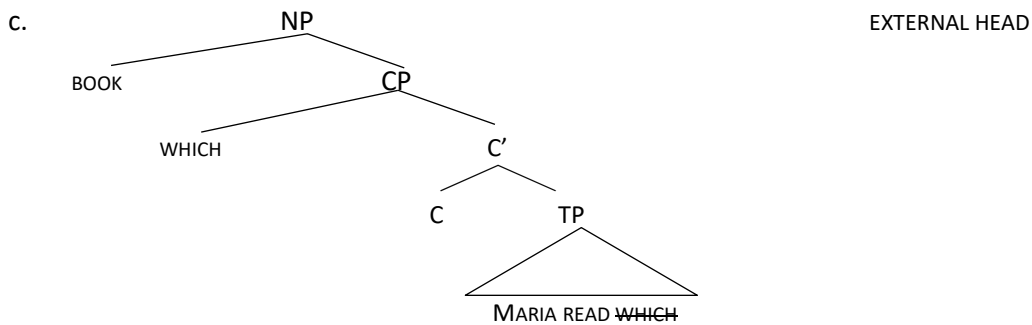 c. NP EXTERNAL HEAD
BOOK CP
WHICH C’
C TP
MARIA READ WHICH